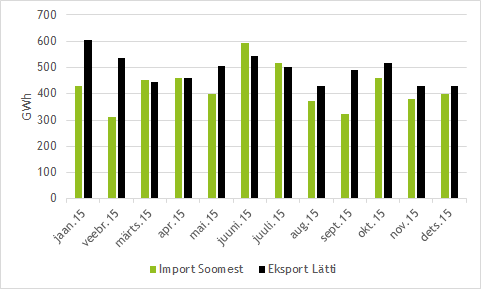 700
600
500
400
300
200
100
0
GWh
jaan.15
veebr.15
märts.15
apr.15
mai.15
juuni.15
juuli.15
aug.15
sept.15
okt.15
nov.15
dets.15
Import Soomest
Eksport Lätti